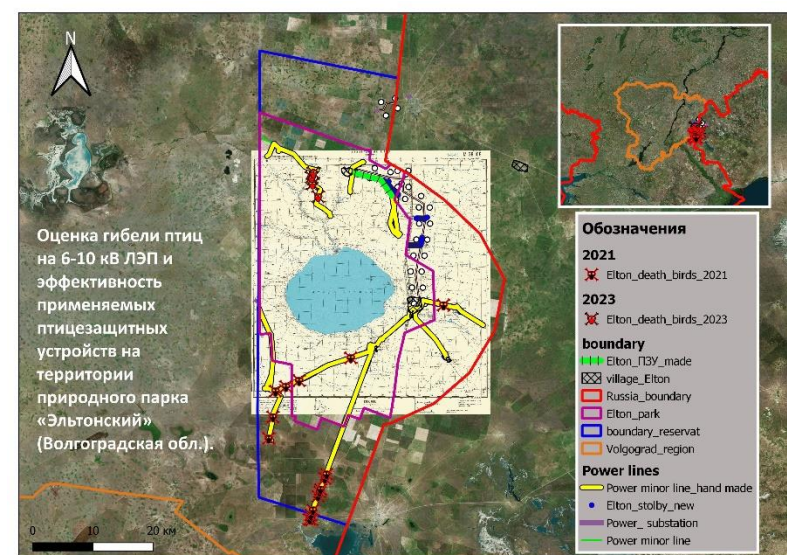 N
Оценка гибели птиц
на 6-10 кВ ЛЭП и
эффективность
применяемых
птицезащитных
устройств на
территории
природного парка
«Эльтонский»
(Волгоградская обл.).
0 10 20 км
Обозначения
2021
Elton_death_birds_2021
2023
Elton_death_birds_2023
boundary
Elton_ПЗУ_made
village_Elton
Russia_boundary
Elton_park
boundary_reservat
Volgograd_region
Power lines
Power minor line_hand made
Elton_stolby_new
Power_ substation
Power minor line